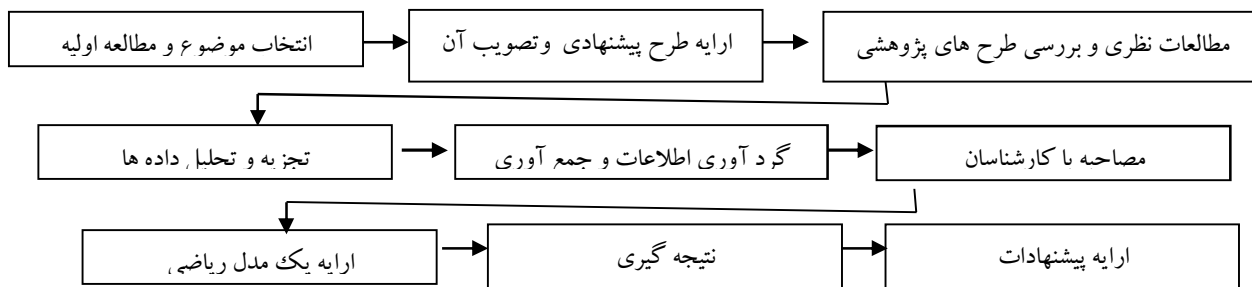 انتخاب موضوع و مطالعه اولیه
ارایه طرح پیشنهادی وتصویب آن
مطالعات نظری و بررسی طرح های پژوهشی
تجزیه و تحلیل داده ها
گرد آوری اطلاعات و جمع آوری
مصاحبه با کارشناسان
ارایه یک مدل ریاضی
نتیجه گیری
ارایه پیشنهادات